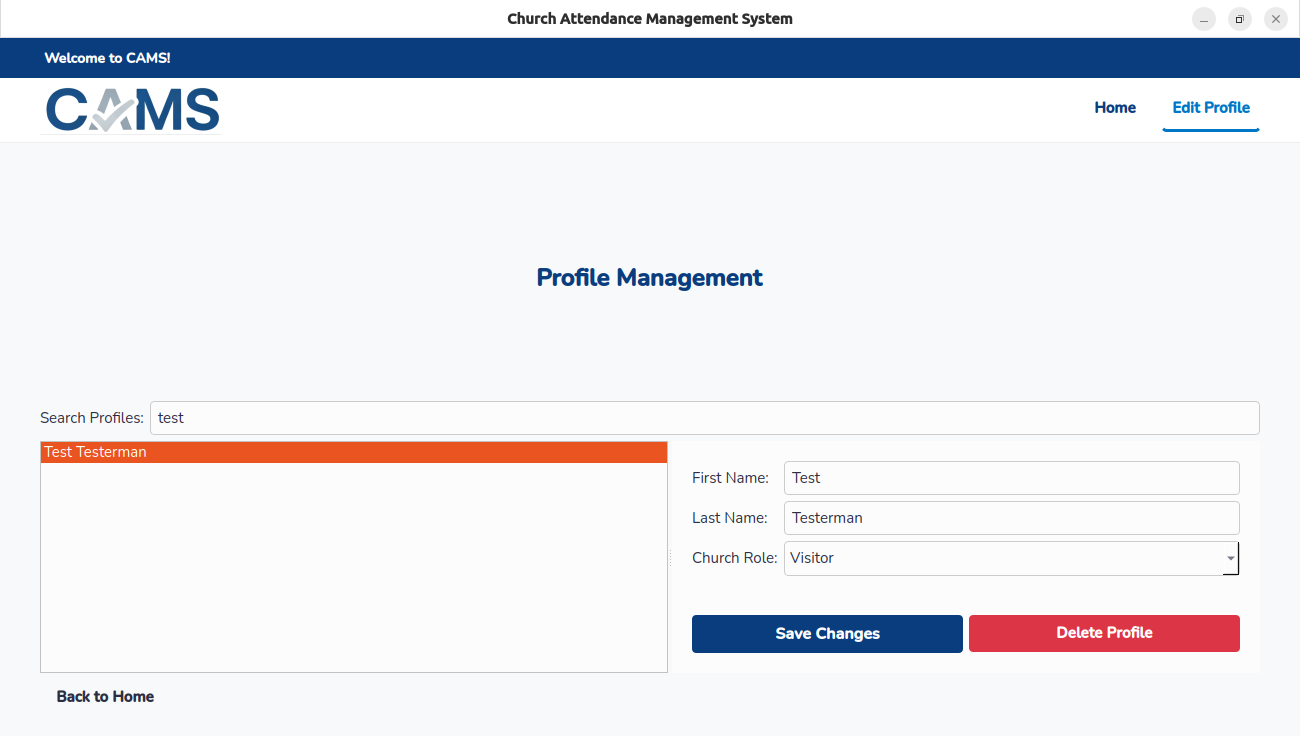 Church Attendance Management System
Welcome to CAMS!
CAMS
Home
Edit Profile
Profile Management
Search Profiles: test
Test Testerman
First Name: Test
Last Name: Testerman
Church Role: Visitor
Save Changes
Delete Profile
Back to Home